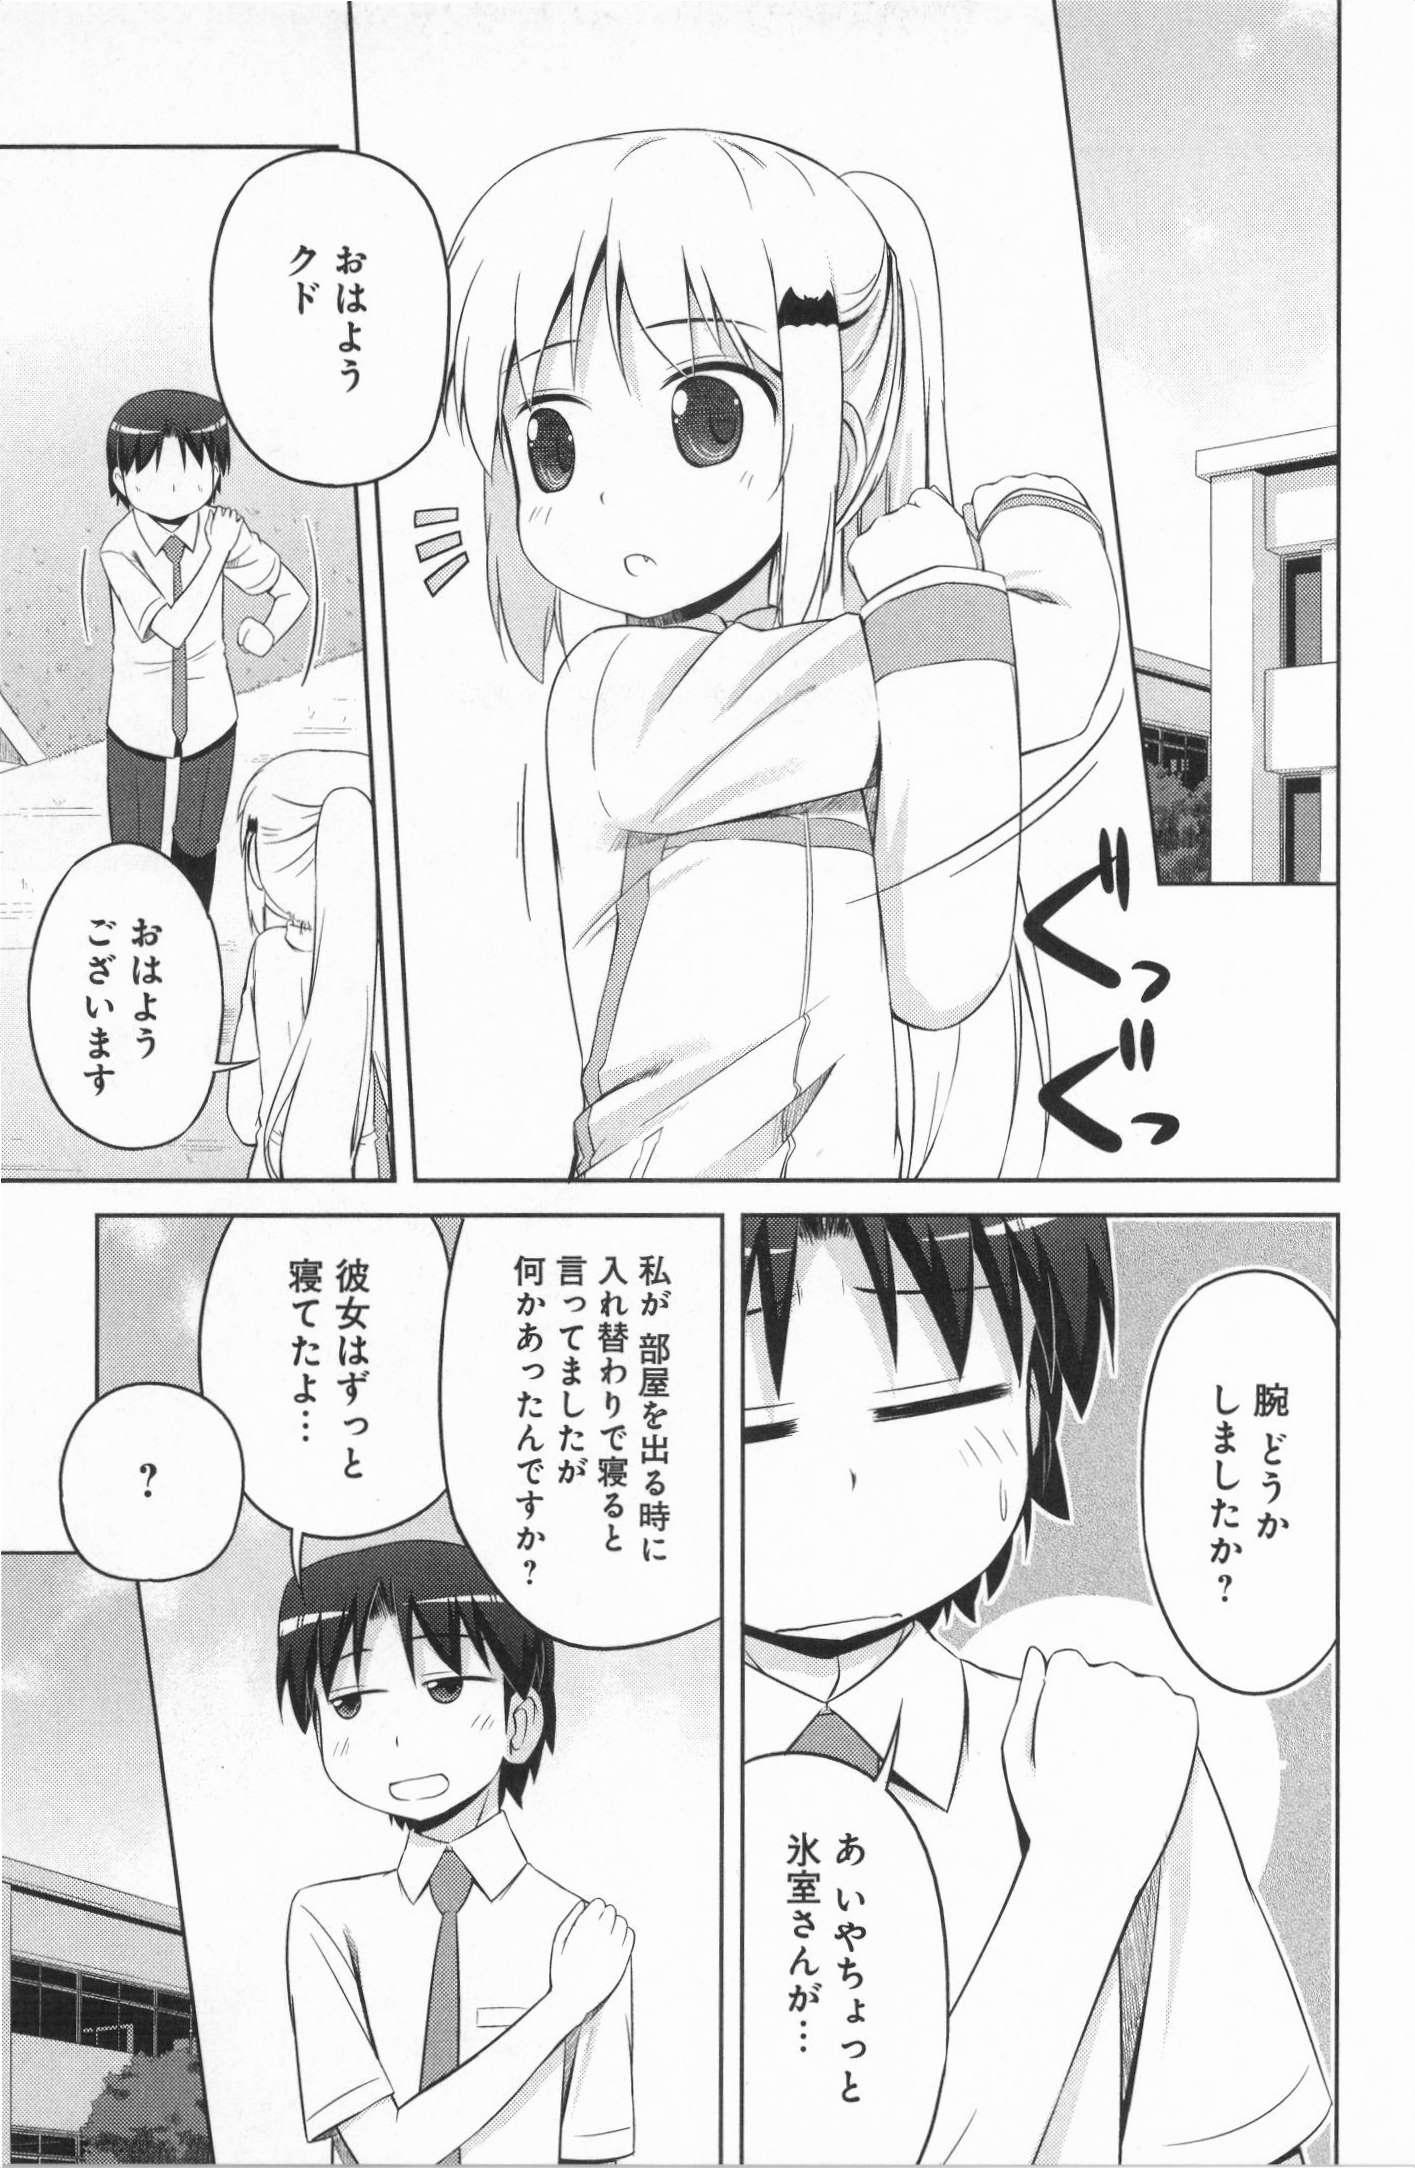 ぐっ
ぐっ
おはよう
クド
おはよう
ございます
腕 どうか
しましたか？
あ いやちょっと
氷室さんが…
私が 部屋を出る時に
入れ替わりで寝ると
言ってましたが
何かあったんですか？
彼女はずっと
寝てたよ…
？